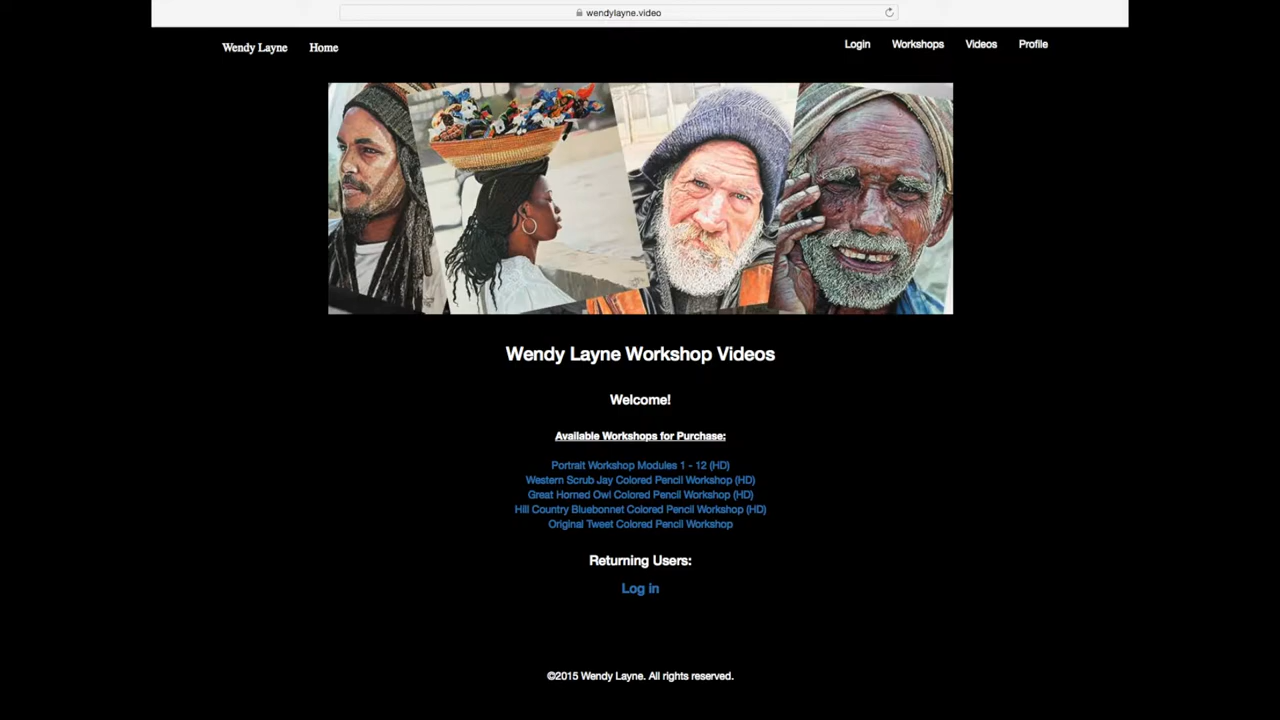 wendylayne.video
Wendy Layne Home Login Workshops Videos Profile
Wendy Layne Workshop Videos
Welcome!
Available Workshops for Purchase:
Portrait Workshop Modules 1 - 12 (HD)
Western Scrub Jay Colored Pencil Workshop (HD)
Great Horned Owl Colored Pencil Workshop (HD)
Hill Country Bluebonnet Colored Pencil Workshop (HD)
Original Tweet Colored Pencil Workshop
Returning Users:
Log in
©2015 Wendy Layne. All rights reserved.